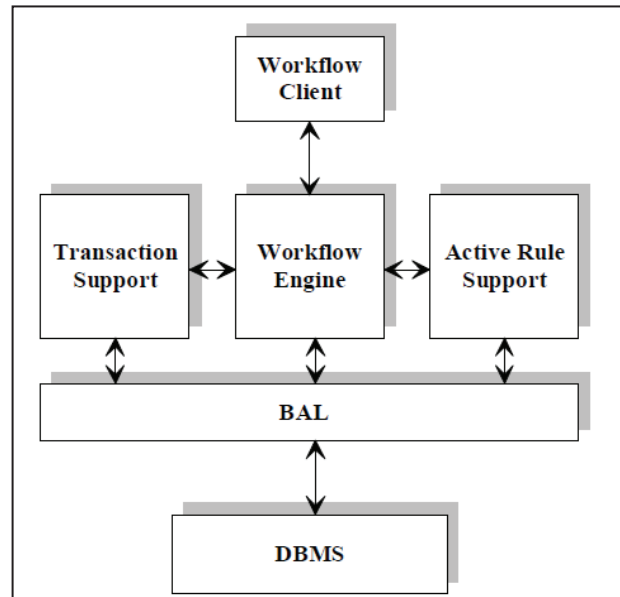 Workflow
Client
Transaction
Support
Workflow
Engine
Active Rule
Support
BAL
DBMS